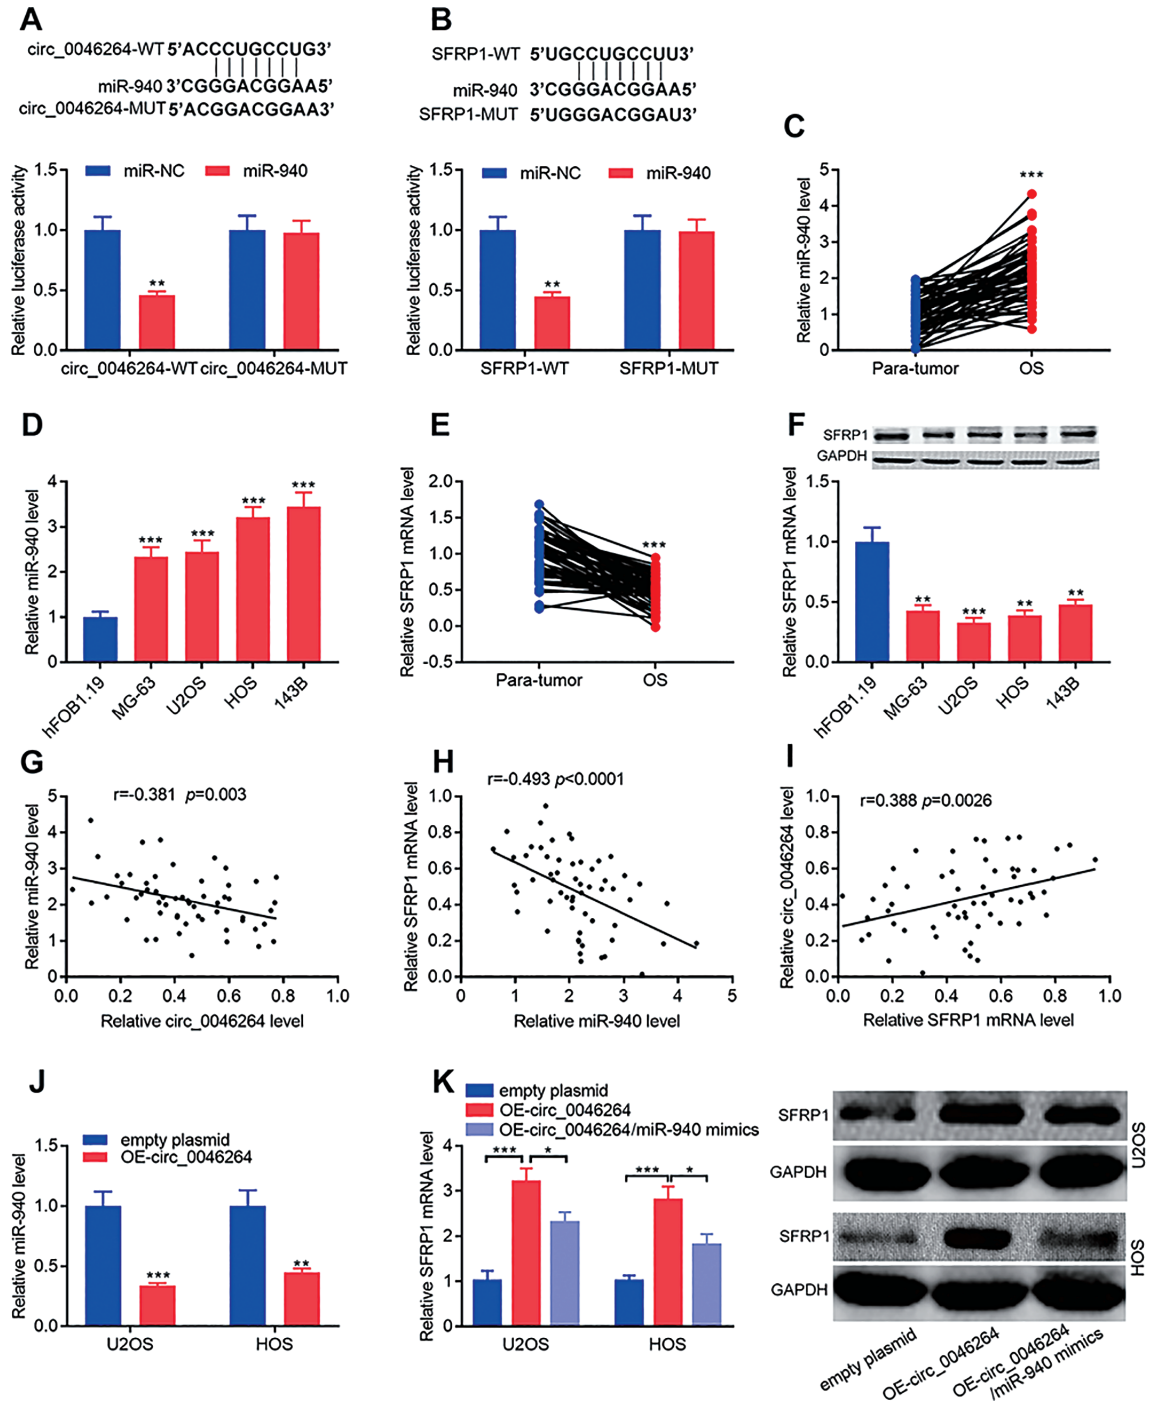 A
circ_0046264-WT 5’ACCCUGCCUG3’
miR-940 3’CGGGACGGAA5’
circ_0046264-MUT 5’ACGGACGGAA3’
miR-NC miR-940
Relative luciferase activity
1.5
1.0
0.5
0.0
**
circ_0046264-WT circ_0046264-MUT
B
SFRP1-WT 5’UGCCUGCCUU3’
miR-940 3’CGGGACGGAA5’
SFRP1-MUT 5’UGGGACGGAU3’
miR-NC miR-940
Relative luciferase activity
1.5
1.0
0.5
0.0
**
SFRP1-WT SFRP1-MUT
C
Relative miR-940 level
5
4
3
2
1
0
***
Para-tumor OS
D
Relative miR-940 level
4
3
2
1
0
*** *** *** ***
hFOB1.19 MG-63 U2OS HOS 143B
E
Relative SFRP1 mRNA level
2.0
1.5
1.0
0.5
0.0
-0.5
***
Para-tumor OS
F
SFRP1
GAPDH
Relative SFRP1 mRNA level
1.5
1.0
0.5
0.0
** *** ** **
hFOB1.19 MG-63 U2OS HOS 143B
G
r=-0.381 p=0.003
Relative miR-940 level
5
4
3
2
1
0
0.0 0.2 0.4 0.6 0.8 1.0
Relative circ_0046264 level
H
r=-0.493 p<0.0001
Relative SFRP1 mRNA level
1.0
0.8
0.6
0.4
0.2
0.0
0 1 2 3 4 5
Relative miR-940 level
I
r=0.388 p=0.0026
Relative circ_0046264 level
1.0
0.8
0.6
0.4
0.2
0.0
0.0 0.2 0.4 0.6 0.8 1.0
Relative SFRP1 mRNA level
J
empty plasmid
OE-circ_0046264
Relative miR-940 level
1.5
1.0
0.5
0.0
*** **
U2OS HOS
K
empty plasmid
OE-circ_0046264
OE-circ_0046264/miR-940 mimics
Relative SFRP1 mRNA level
4
3
2
1
0
*** * *** *
U2OS HOS
SFRP1
GAPDH
U2OS
SFRP1
GAPDH
HOS
empty plasmid
OE-circ_0046264
OE-circ_0046264
/miR-940 mimics